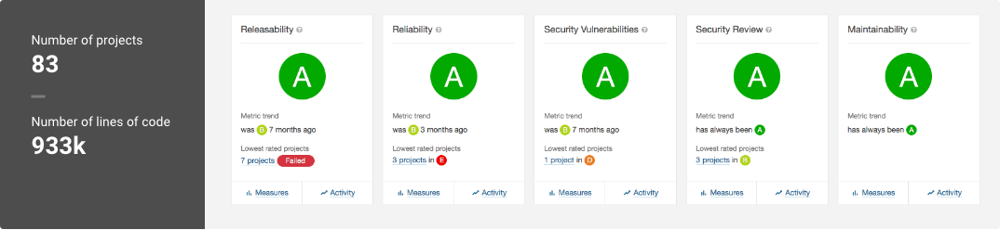 Number of projects
83
Number of lines of code
933k
Releasability ?
A
Metric trend
was B 7 months ago
Lowest rated projects
7 projects Failed
Measures Activity
Reliability ?
A
Metric trend
was B 3 months ago
Lowest rated projects
3 projects in E
Measures Activity
Security Vulnerabilities ?
A
Metric trend
was B 7 months ago
Lowest rated projects
1 project in D
Measures Activity
Security Review ?
A
Metric trend
has always been A
Lowest rated projects
3 projects in B
Measures Activity
Maintainability ?
A
Metric trend
has always been A
Measures Activity